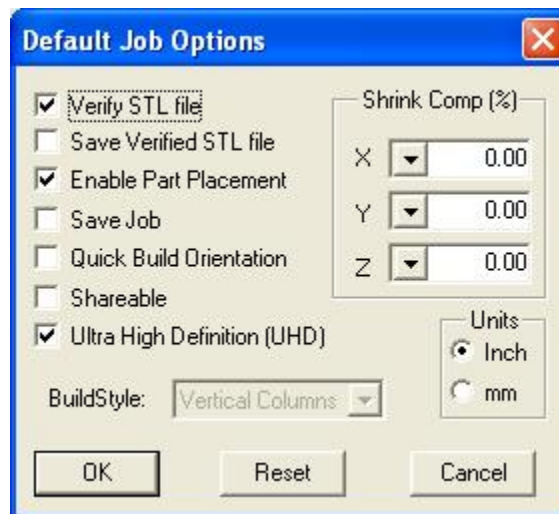 Default Job Options
Verify STL file
Save Verified STL file
Enable Part Placement
Save Job
Quick Build Orientation
Shareable
Ultra High Definition (UHD)
Shrink Comp (%)
X 0.00
Y 0.00
Z 0.00
Units
Inch
mm
BuildStyle: Vertical Columns
OK Reset Cancel